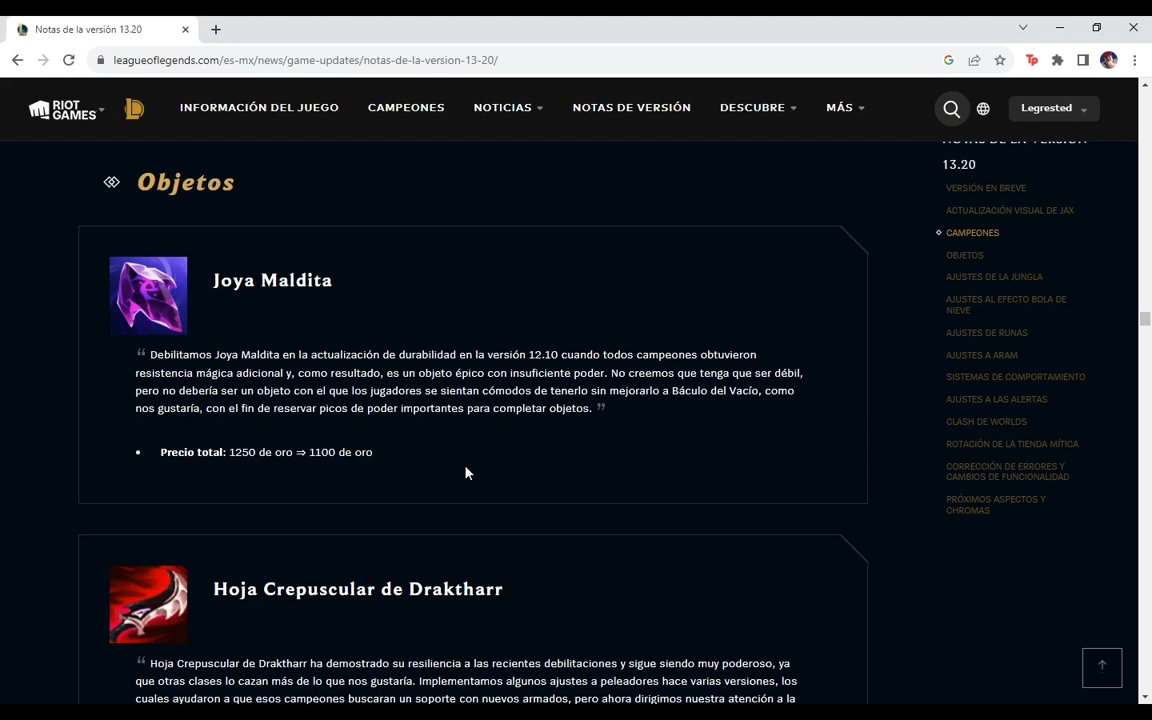 Notas de la versión 13.20
leagueoflegends.com/es-mx/news/game-updates/notas-de-la-version-13-20/
RIOT GAMES
INFORMACIÓN DEL JUEGO
CAMPEONES
NOTICIAS
NOTAS DE VERSIÓN
DESCUBRE
MÁS
Legrested
Objetos
Joya Maldita
“ Debilitamos Joya Maldita en la actualización de durabilidad en la versión 12.10 cuando todos campeones obtuvieron
resistencia mágica adicional y, como resultado, es un objeto épico con insuficiente poder. No creemos que tenga que ser débil,
pero no debería ser un objeto con el que los jugadores se sientan cómodos de tenerlo sin mejorarlo a Báculo del Vacío, como
nos gustaría, con el fin de reservar picos de poder importantes para completar objetos. ”
• Precio total: 1250 de oro ⇒ 1100 de oro
Hoja Crepuscular de Draktharr
“ Hoja Crepuscular de Draktharr ha demostrado su resiliencia a las recientes debilitaciones y sigue siendo muy poderoso, ya
que otras clases lo cazan más de lo que nos gustaría. Implementamos algunos ajustes a peleadores hace varias versiones, los
cuales ayudaron a que esos campeones buscaran un soporte con nuevos armados, pero ahora dirigimos nuestra atención a la
NOTAS DE LA VERSIÓN
13.20
VERSIÓN EN BREVE
ACTUALIZACIÓN VISUAL DE JAX
CAMPEONES
OBJETOS
AJUSTES DE LA JUNGLA
AJUSTES AL EFECTO BOLA DE
NIEVE
AJUSTES DE RUNAS
AJUSTES A ARAM
SISTEMAS DE COMPORTAMIENTO
AJUSTES A LAS ALERTAS
CLASH DE WORLDS
ROTACIÓN DE LA TIENDA MÍTICA
CORRECCIÓN DE ERRORES Y
CAMBIOS DE FUNCIONALIDAD
PRÓXIMOS ASPECTOS Y
CHROMAS